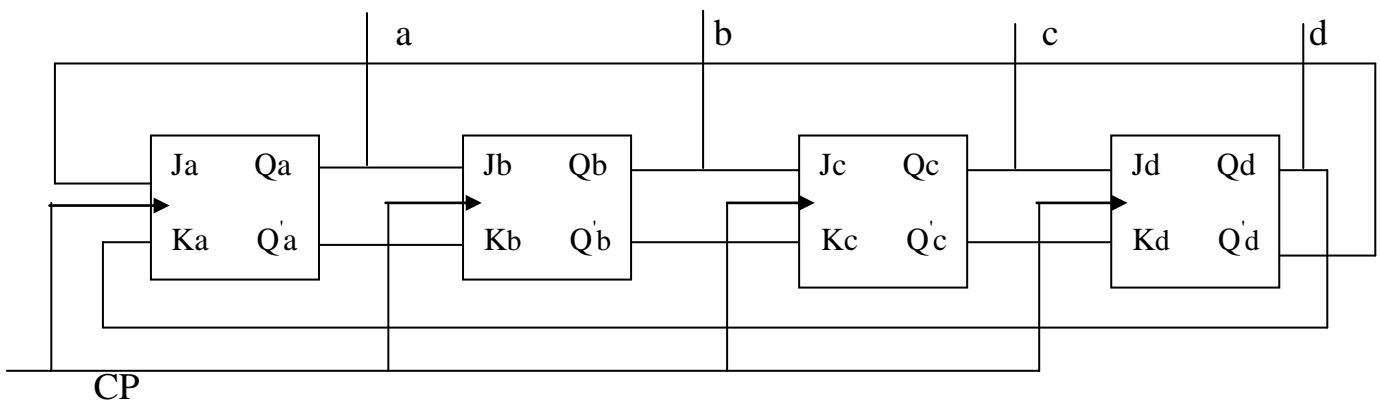 a b c d
Ja Qa Jb Qb Jc Qc Jd Qd
Ka Q'a Kb Q'b Kc Q'c Kd Q'd
CP